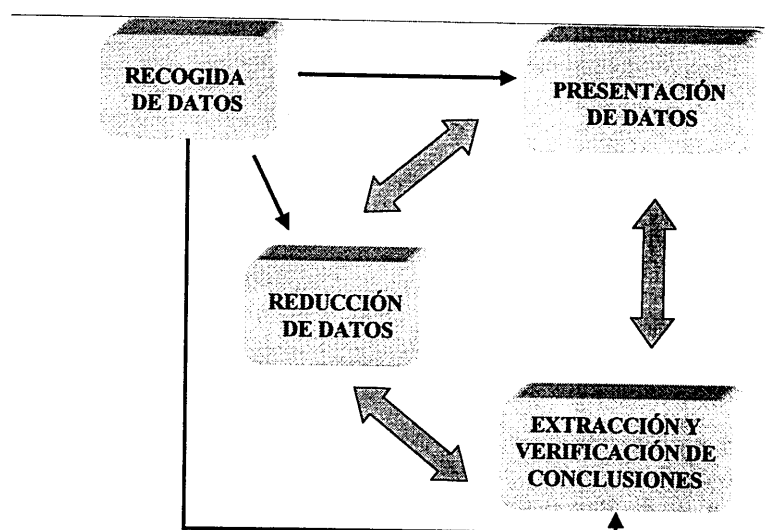 RECOGIDA
DE DATOS
PRESENTACIÓN
DE DATOS
REDUCCIÓN
DE DATOS
EXTRACCIÓN Y
VERIFICACIÓN DE
CONCLUSIONES